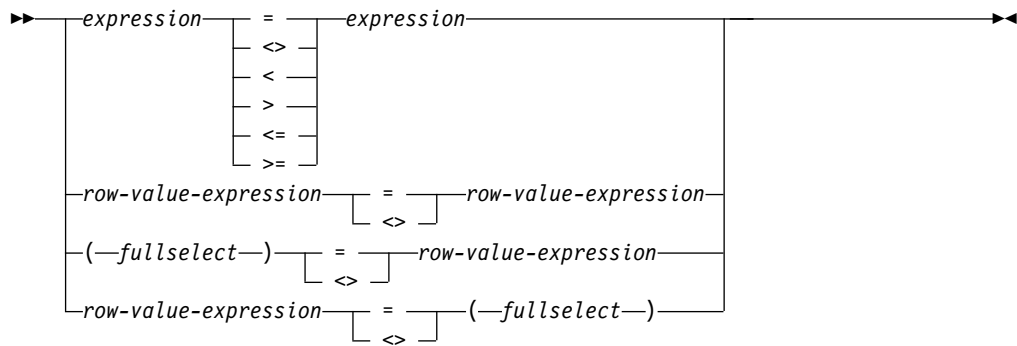 expression = expression
<>
<
>
<=
>=
row-value-expression = row-value-expression
<>
( fullselect ) = row-value-expression
<>
row-value-expression = ( fullselect )
<>